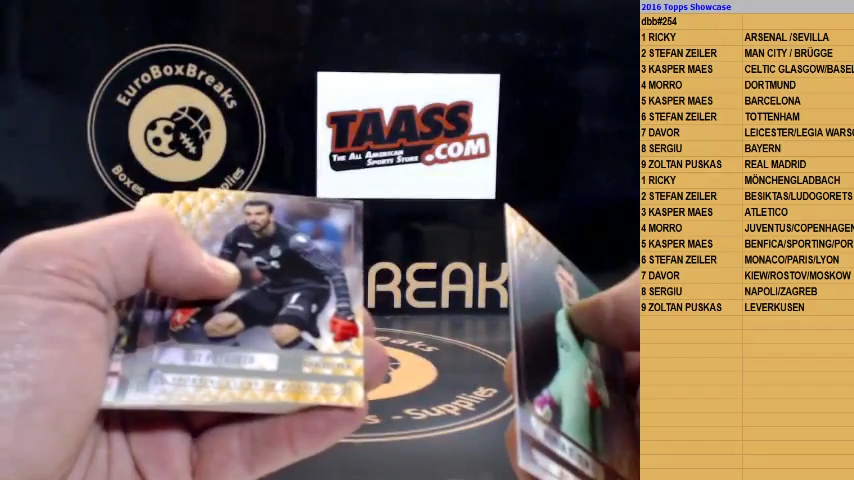 2016 Topps Showcase
dbb#254
1 RICKY ARSENAL /SEVILLA
2 STEFAN ZEILER MAN CITY / BRÜGGE
3 KASPER MAES CELTIC GLASGOW/BASEL
4 MORRO DORTMUND
5 KASPER MAES BARCELONA
6 STEFAN ZEILER TOTTENHAM
7 DAVOR LEICESTER/LEGIA WARSC
8 SERGIU BAYERN
9 ZOLTAN PUSKAS REAL MADRID
1 RICKY MÖNCHENGLADBACH
2 STEFAN ZEILER BESIKTAS/LUDOGORETS
3 KASPER MAES ATLETICO
4 MORRO JUVENTUS/COPENHAGEN
5 KASPER MAES BENFICA/SPORTING/POR
6 STEFAN ZEILER MONACO/PARIS/LYON
7 DAVOR KIEW/ROSTOV/MOSKOW
8 SERGIU NAPOLI/ZAGREB
9 ZOLTAN PUSKAS LEVERKUSEN
EuroBoxBreaks
Boxes
Supplies
TAASS
THE ALL AMERICAN
SPORTS STORE
.COM
REAK
eaks
- Supplies